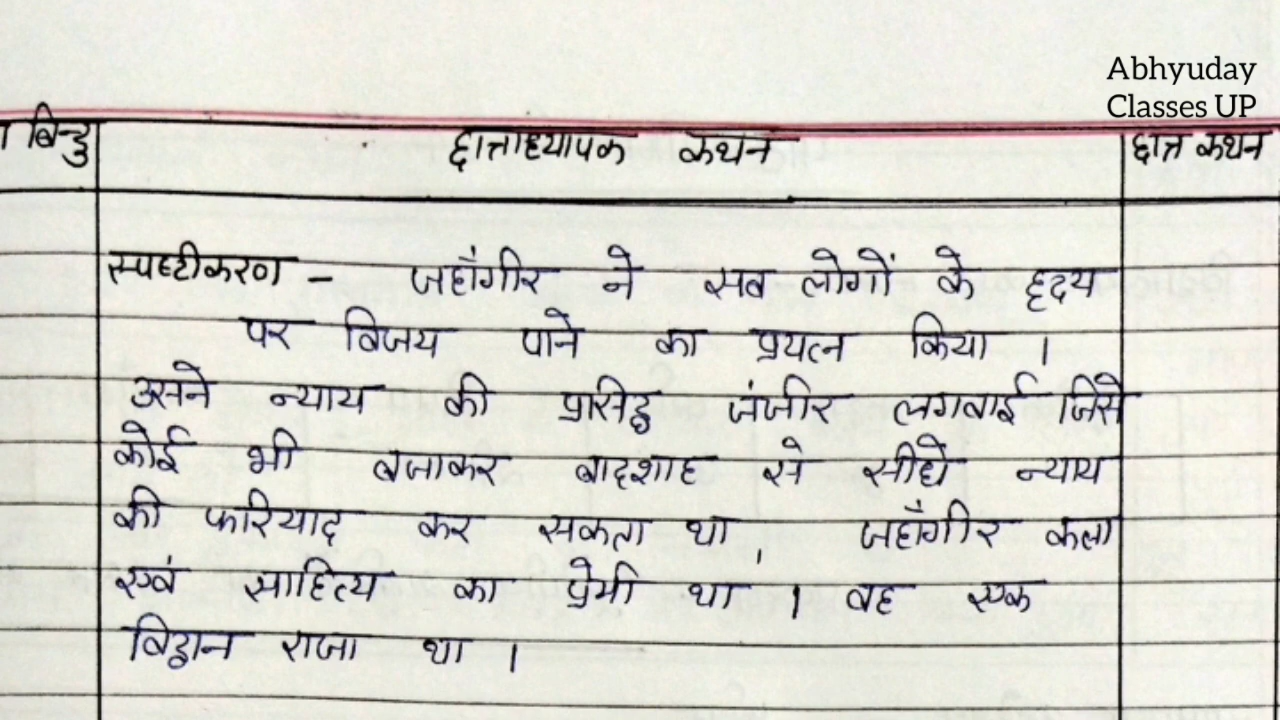 Abhyuday
Classes UP
बिन्दु छात्राध्यापक कथन छात्र कथन
स्पष्टीकरण - जहाँगीर ने सब लोगों के हृदय
पर विजय पाने का प्रयत्न किया ।
उसने न्याय की प्रसिद्ध जंजीर लगवाई जिसे
कोई भी बजाकर बादशाह से सीधे न्याय
की फरियाद कर सकता था । जहाँगीर कला
एवं साहित्य का प्रेमी था । वह एक
विद्वान राजा था ।